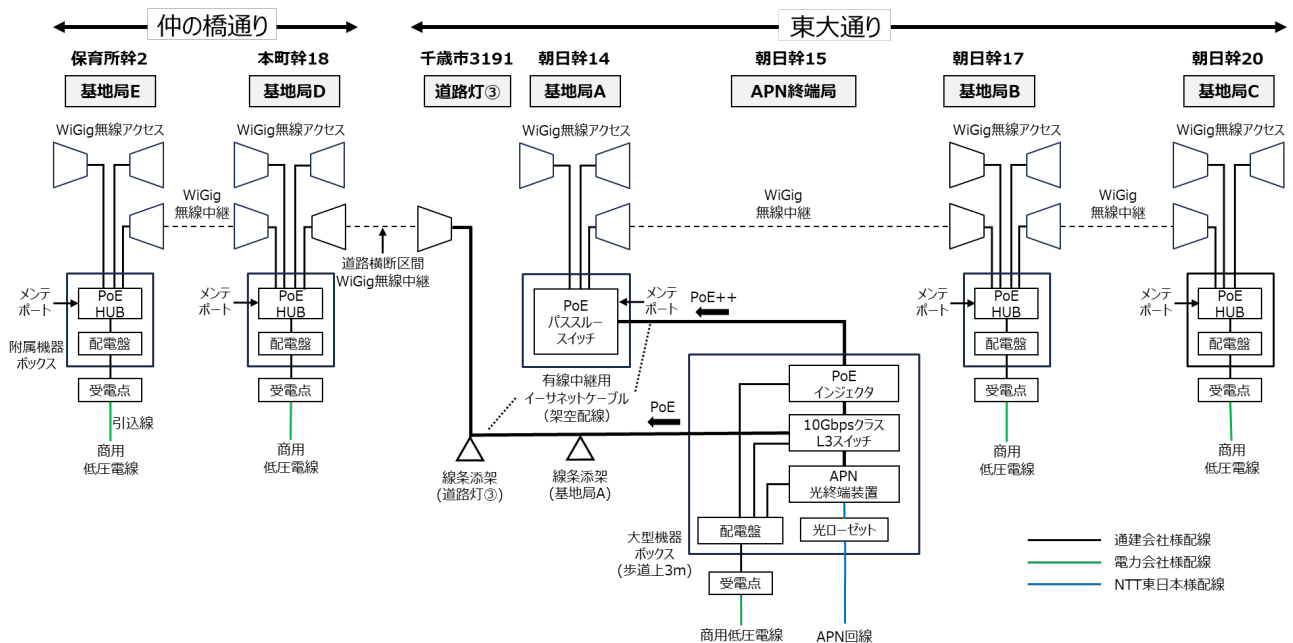 仲の橋通り
東大通り
保育所幹2
本町幹18
千歳市3191
朝日幹14
朝日幹15
朝日幹17
朝日幹20
基地局E
基地局D
道路灯③
基地局A
APN終端局
基地局B
基地局C
WiGig無線アクセス
WiGig無線アクセス
WiGig無線アクセス
WiGig無線アクセス
WiGig無線アクセス
WiGig
無線中継
WiGig
無線中継
WiGig
無線中継
道路横断区間
WiGig無線中継
メンテ
ポート
PoE
HUB
配電盤
附属機器
ボックス
受電点
引込線
商用
低圧電線
メンテ
ポート
PoE
HUB
配電盤
受電点
商用
低圧電線
PoE
パススルー
スイッチ
メンテ
ポート
PoE++
有線中継用
イーサネットケーブル
(架空配線)
PoE
線条添架
(道路灯③)
線条添架
(基地局A)
PoE
インジェクタ
10Gbpsクラス
L3スイッチ
APN
光終端装置
配電盤
光ローゼット
大型機器
ボックス
(歩道上3m)
受電点
商用低圧電線
APN回線
メンテ
ポート
PoE
HUB
配電盤
受電点
商用
低圧電線
メンテ
ポート
PoE
HUB
配電盤
受電点
商用
低圧電線
通建会社様配線
電力会社様配線
NTT東日本様配線